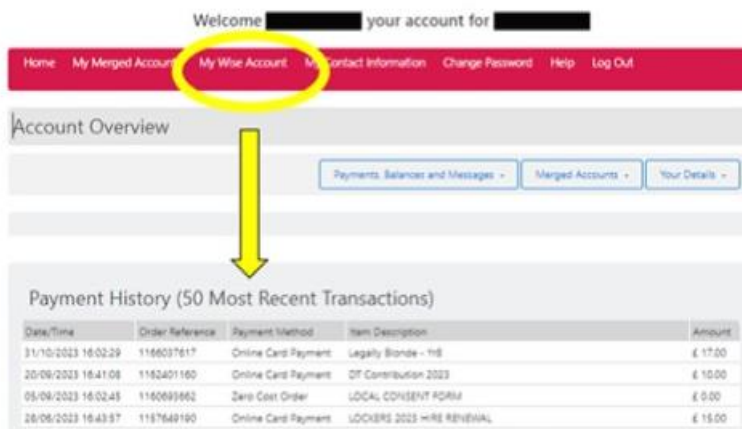 Welcome your account for
Home My Merged Accounts My Wise Account My Contact Information Change Password Help Log Out
Account Overview
Payments, Balances and Messages Merged Accounts Your Details
Payment History (50 Most Recent Transactions)
Date/Time Order Reference Payment Method Item Description Amount
31/10/2023 16:02:29 1166037617 Online Card Payment Legally Blonde - Yr8 £ 17.00
20/09/2023 16:41:08 1162401160 Online Card Payment DT Contribution 2023 £ 10.00
05/09/2023 16:02:45 1160693662 Zero Cost Order LOCAL CONSENT FORM £ 0.00
28/06/2023 16:43:57 1157649190 Online Card Payment LOCKERS 2023 HIRE RENEWAL £ 15.00